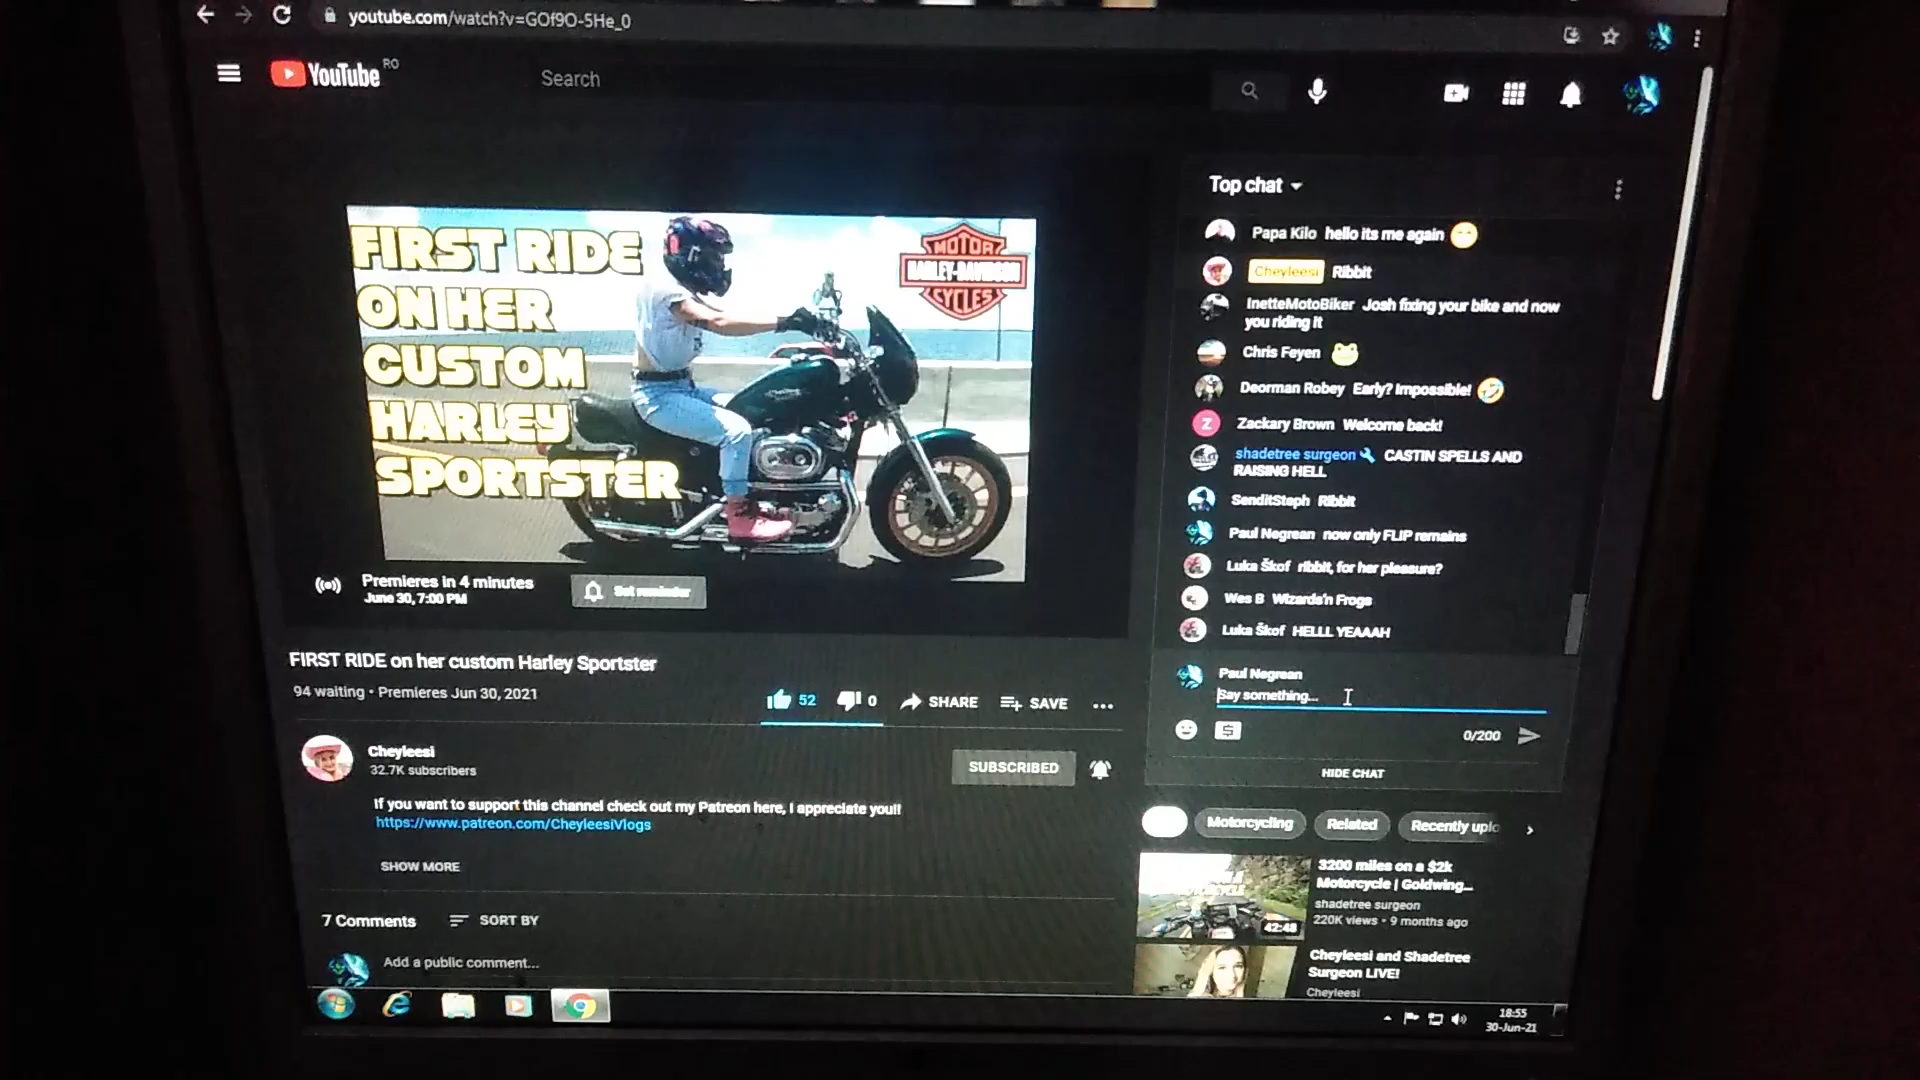 youtube.com/watch?v=GOf9O-5He_0
YouTube RO
Search
FIRST RIDE
ON HER
CUSTOM
HARLEY
SPORTSTER
MOTOR
HARLEY-DAVIDSON
CYCLES
Premieres in 4 minutes
June 30, 7:00 PM
Set reminder
FIRST RIDE on her custom Harley Sportster
94 waiting • Premieres Jun 30, 2021
52
0
SHARE
SAVE
Cheyleesi
32.7K subscribers
SUBSCRIBED
If you want to support this channel check out my Patreon here, I appreciate you!!
https://www.patreon.com/CheyleesiVlogs
SHOW MORE
7 Comments
SORT BY
Add a public comment...
Top chat
Papa Kilo hello its me again
Cheyleesi Ribbit
InetteMotoBiker Josh fixing your bike and now
you riding it
Chris Feyen
Deorman Robey Early? Impossible!
Z
Zackary Brown Welcome back!
shadetree surgeon CASTIN SPELLS AND
RAISING HELL
SenditSteph Ribbit
Paul Negrean now only FLIP remains
Luka Škof ribbit, for her pleasure?
Wes B Wizards'n Frogs
Luka Škof HELLL YEAAAH
Paul Negrean
Say something...
0/200
HIDE CHAT
Motorcycling
Related
Recently uplo
3200 miles on a $2k
Motorcycle | Goldwing...
shadetree surgeon
220K views • 9 months ago
42:48
Cheyleesi and Shadetree
Surgeon LIVE!
Cheyleesi
18:55
30-Jun-21